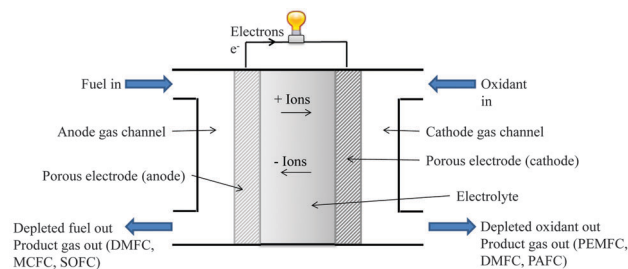 Electrons
e-
Fuel in
Oxidant
in
+ Ions
Anode gas channel
Cathode gas channel
- Ions
Porous electrode (cathode)
Porous electrode (anode)
Electrolyte
Depleted fuel out
Product gas out (DMFC,
MCFC, SOFC)
Depleted oxidant out
Product gas out (PEMFC,
DMFC, PAFC)